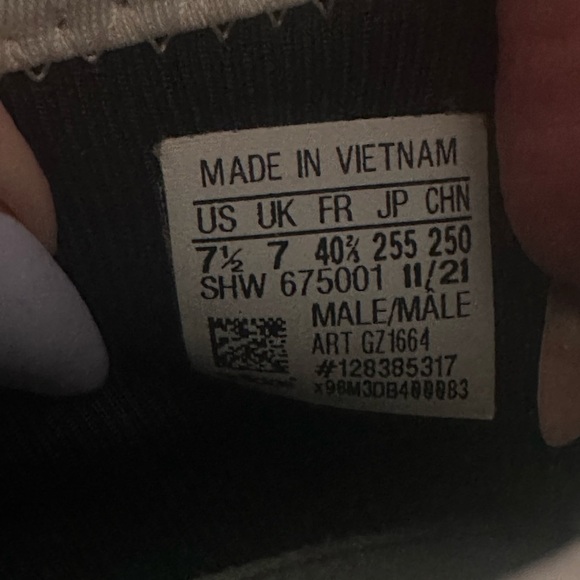 MADE IN VIETNAM
US UK FR JP CHN
7½ 7 40⅔ 255 250
SHW 675001 11/21
MALE/MÂLE
ART GZ1664
#128385317